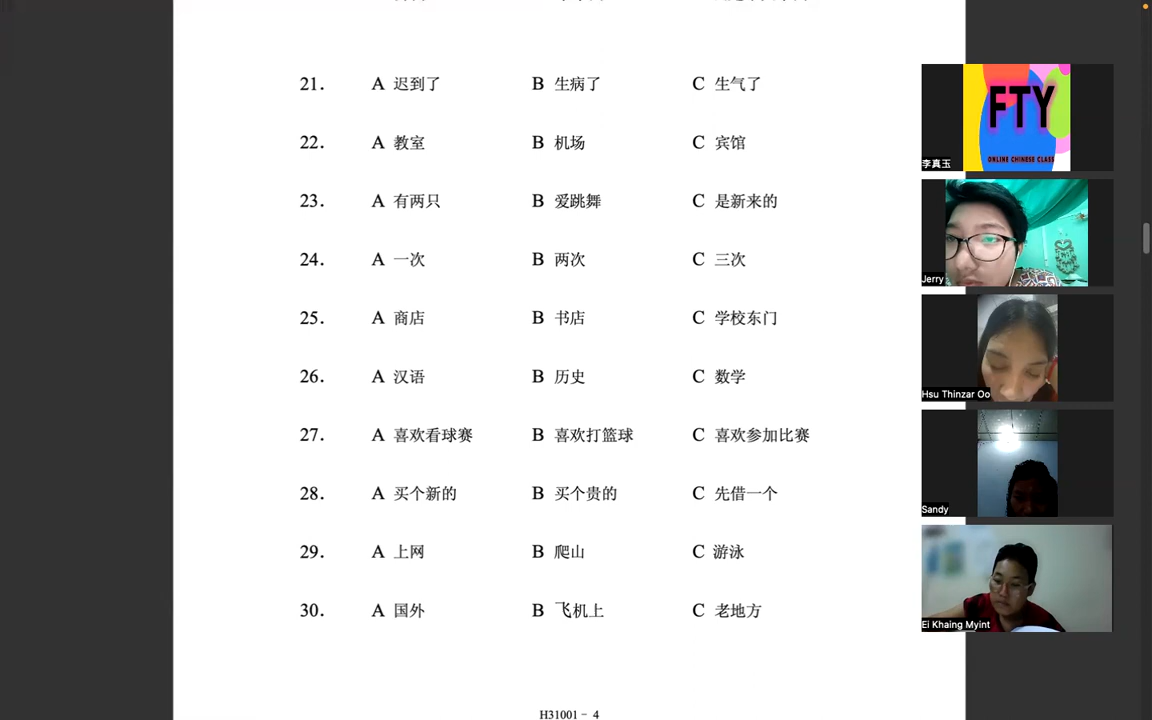 21. A 迟到了 B 生病了 C 生气了
22. A 教室 B 机场 C 宾馆
23. A 有两只 B 爱跳舞 C 是新来的
24. A 一次 B 两次 C 三次
25. A 商店 B 书店 C 学校东门
26. A 汉语 B 历史 C 数学
27. A 喜欢看球赛 B 喜欢打篮球 C 喜欢参加比赛
28. A 买个新的 B 买个贵的 C 先借一个
29. A 上网 B 爬山 C 游泳
30. A 国外 B 飞机上 C 老地方
H31001 - 4
FTY
ONLINE CHINESE CLASS
李真玉
Jerry
Hsu Thinzar Oo
Sandy
Ei Khaing Myint